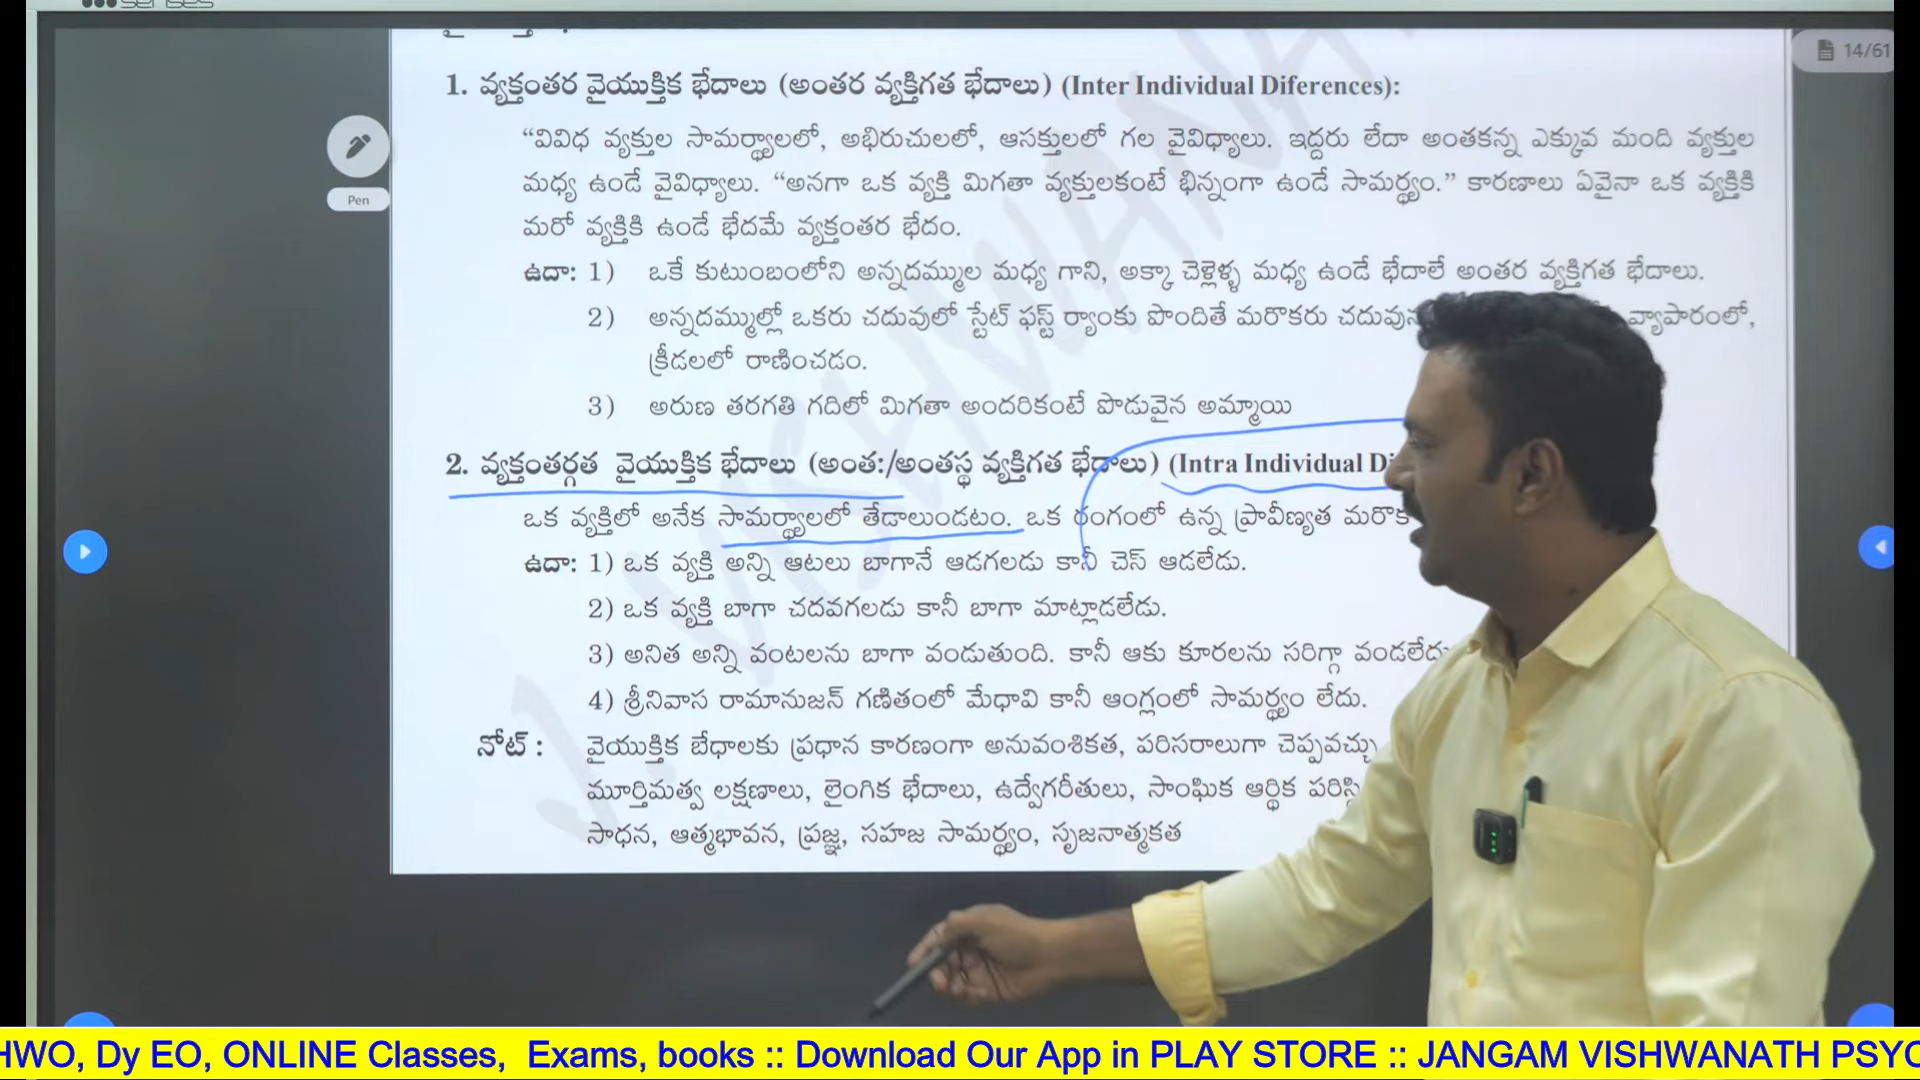 14/61
1. వ్యక్తంతర వైయుక్తిక భేదాలు (అంతర వ్యక్తిగత భేదాలు) (Inter Individual Diferences):
“వివిధ వ్యక్తుల సామర్థ్యాలలో, అభిరుచులలో, ఆసక్తులలో గల వైవిధ్యాలు. ఇద్దరు లేదా అంతకన్న ఎక్కువ మంది వ్యక్తుల
మధ్య ఉండే వైవిధ్యాలు. “అనగా ఒక వ్యక్తి మిగతా వ్యక్తులకంటే భిన్నంగా ఉండే సామర్థ్యం.” కారణాలు ఏవైనా ఒక వ్యక్తికి
Pen
మరో వ్యక్తికి ఉండే భేదమే వ్యక్తంతర భేదం.
ఉదా: 1) ఒకే కుటుంబంలోని అన్నదమ్ముల మధ్య గాని, అక్కా చెల్లెళ్ళ మధ్య ఉండే భేదాలే అంతర వ్యక్తిగత భేదాలు.
2) అన్నదమ్ముల్లో ఒకరు చదువులో స్టేట్ ఫస్ట్ ర్యాంకు పొందితే మరొకరు వ్యాపారంలో,
క్రీడలలో రాణించడం.
3) అరుణ తరగతి గదిలో మిగతా అందరికంటే పొడువైన అమ్మాయి
2. వ్యక్తంతర్గత వైయుక్తిక భేదాలు (అంత:/అంతస్థ వ్యక్తిగత భేదాలు) (Intra Individual
ఒక వ్యక్తిలో అనేక సామర్థ్యాలలో తేడాలుండటం. ఒక రంగంలో ఉన్న ప్రావీణ్యత
ఉదా: 1) ఒక వ్యక్తి అన్ని ఆటలు బాగానే ఆడగలడు కానీ చెస్ ఆడలేడు.
2) ఒక వ్యక్తి బాగా చదవగలడు కానీ బాగా మాట్లాడలేడు.
3) అనిత అన్ని వంటలను బాగా వండుతుంది. కానీ ఆకు కూరలను సరిగ్గా వండలేదు
4) శ్రీనివాస రామానుజన్ గణితంలో మేధావి కానీ ఆంగ్లంలో సామర్థ్యం లేదు.
నోట్ : వైయుక్తిక బేధాలకు ప్రధాన కారణంగా అనువంశికత, పరిసరాలుగా చెప్పవచ్చు
మూర్తిమత్వ లక్షణాలు, లైంగిక భేదాలు, ఉద్వేగరీతులు, సాంఘిక ఆర్థిక
సాధన, ఆత్మభావన, ప్రజ్ఞ, సహజ సామర్థ్యం, సృజనాత్మకత
J. VISHWANA
HWO, Dy EO, ONLINE Classes, Exams, books :: Download Our App in PLAY STORE :: JANGAM VISHWANATH PSYC